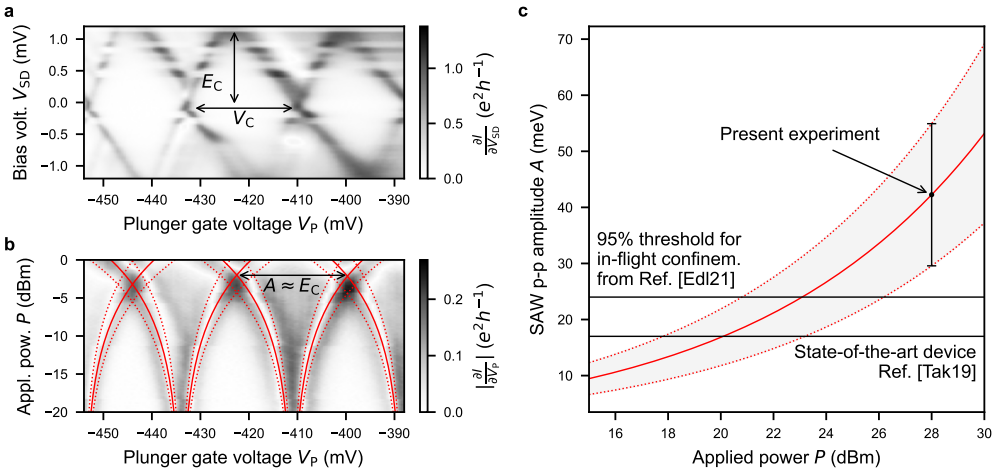 a
Bias volt. V_SD (mV)
1.0
0.5
0.0
−0.5
−1.0
E_C
V_C
−450 −440 −430 −420 −410 −400 −390
Plunger gate voltage V_P (mV)
1.0
0.5
0.0
∂I/∂V_SD (e²h⁻¹)
b
Appl. pow. P (dBm)
0
−5
−10
−15
−20
A ≈ E_C
−450 −440 −430 −420 −410 −400 −390
Plunger gate voltage V_P (mV)
0.2
0.1
0.0
|∂I/∂V_P| (e²h⁻¹)
c
SAW p-p amplitude A (meV)
70
60
50
40
30
20
10
Present experiment
95% threshold for
in-flight confinem.
from Ref. [Edl21]
State-of-the-art device
Ref. [Tak19]
16 18 20 22 24 26 28 30
Applied power P (dBm)